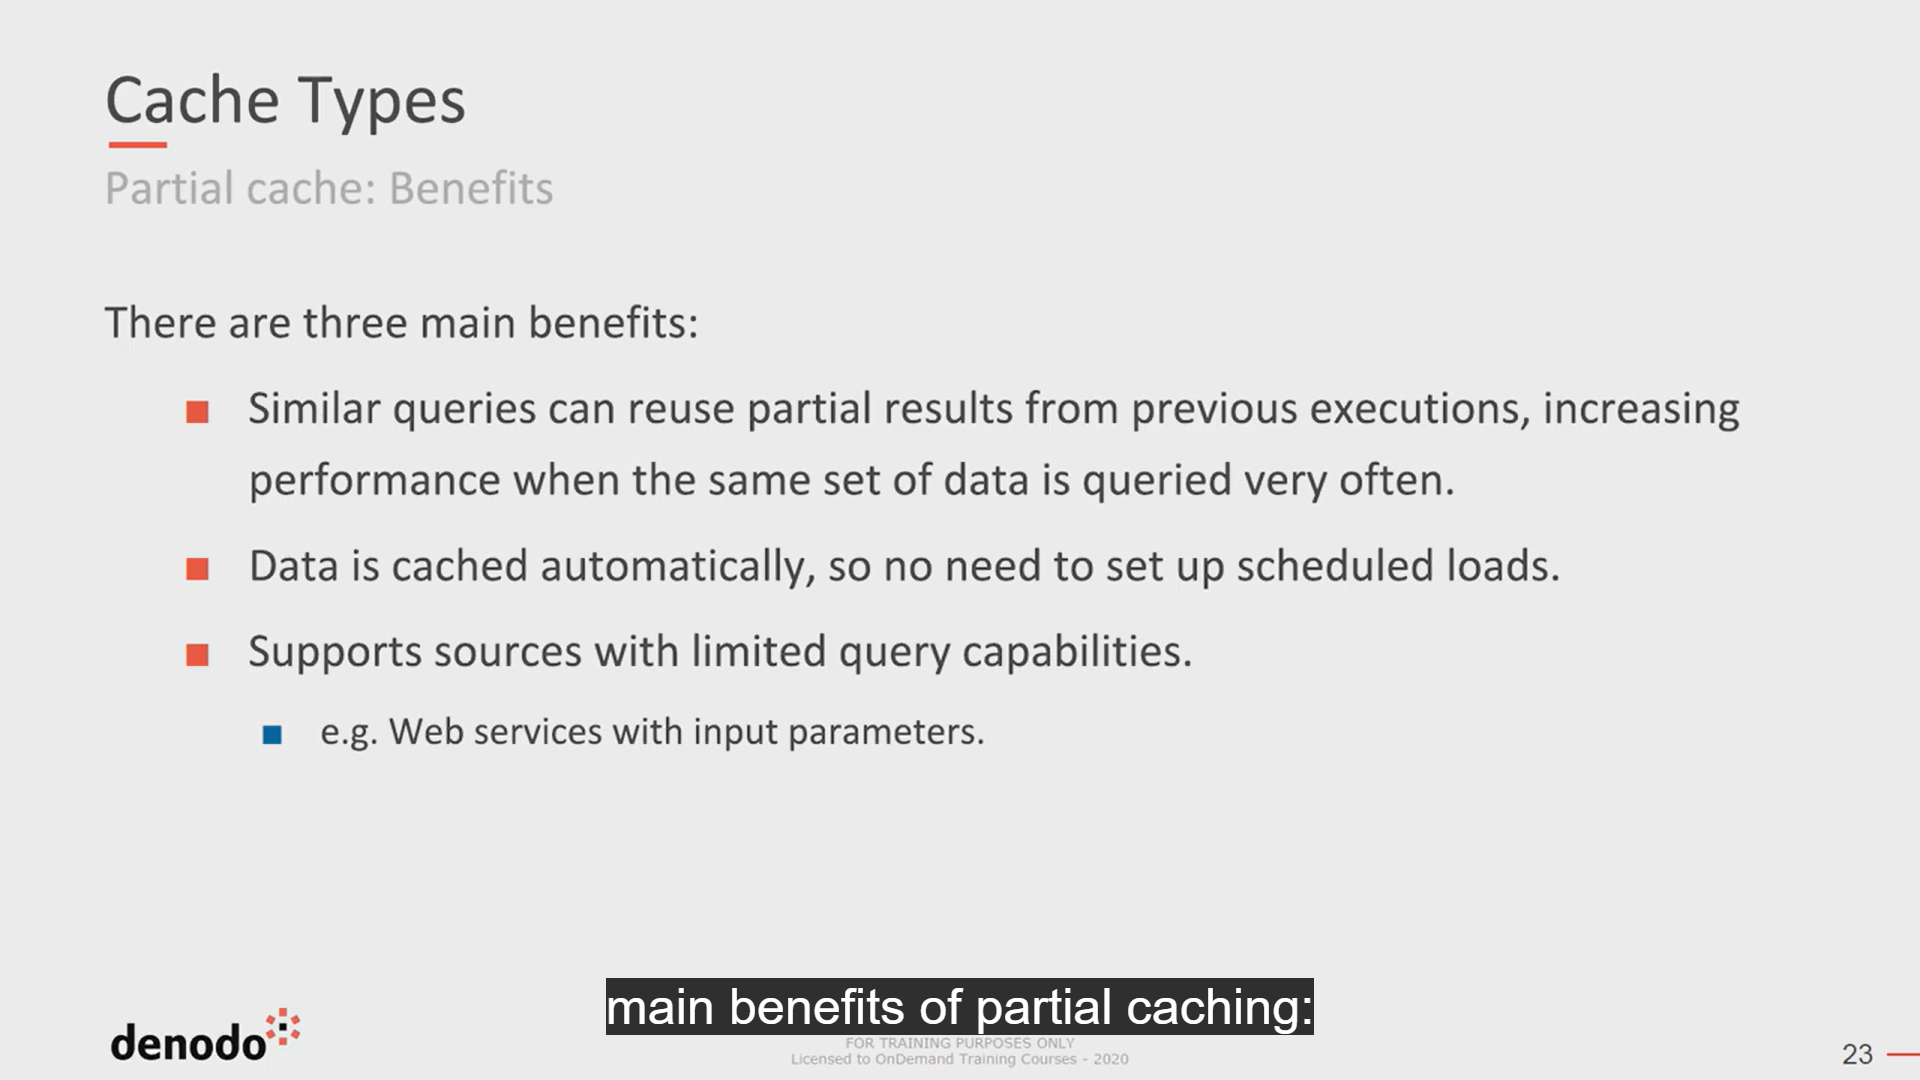 Cache Types
Partial cache: Benefits
There are three main benefits:
Similar queries can reuse partial results from previous executions, increasing
performance when the same set of data is queried very often.
Data is cached automatically, so no need to set up scheduled loads.
Supports sources with limited query capabilities.
e.g. Web services with input parameters.
main benefits of partial caching:
denodo
FOR TRAINING PURPOSES ONLY
Licensed to OnDemand Training Courses - 2020
23